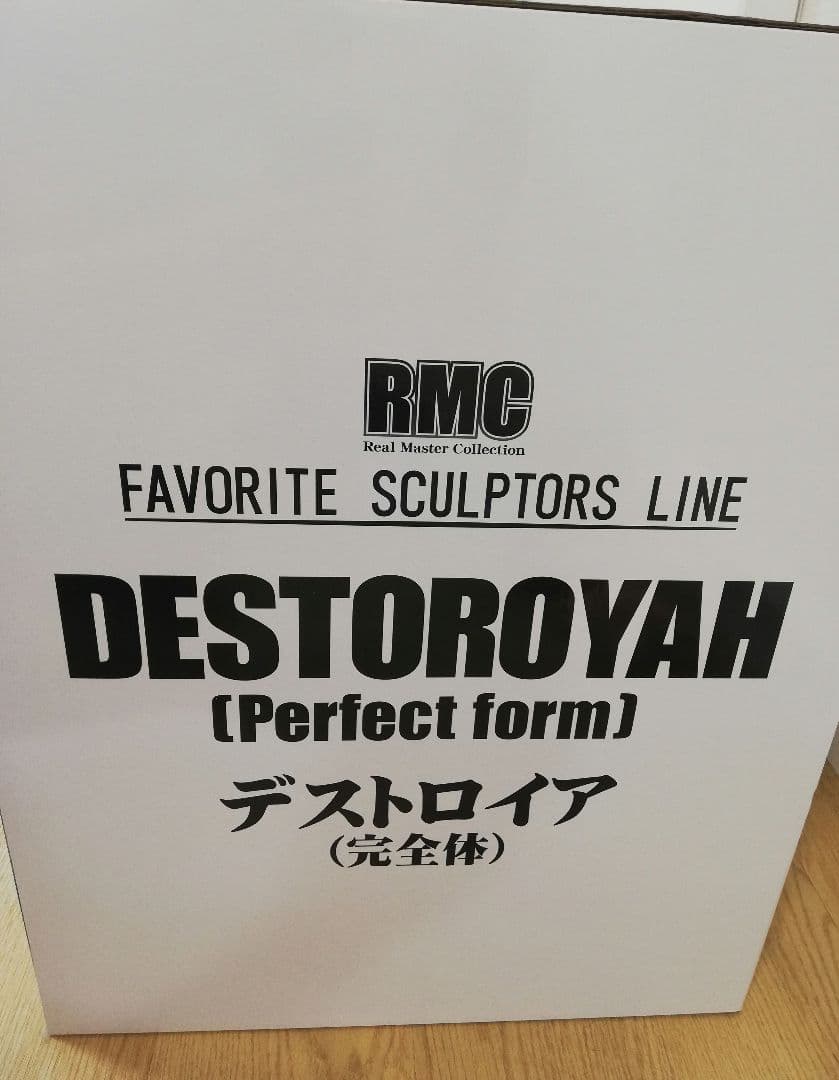 RMC
Real Master Collection
FAVORITE SCULPTORS LINE
DESTOROYAH
(Perfect form)
デストロイア
(完全体)